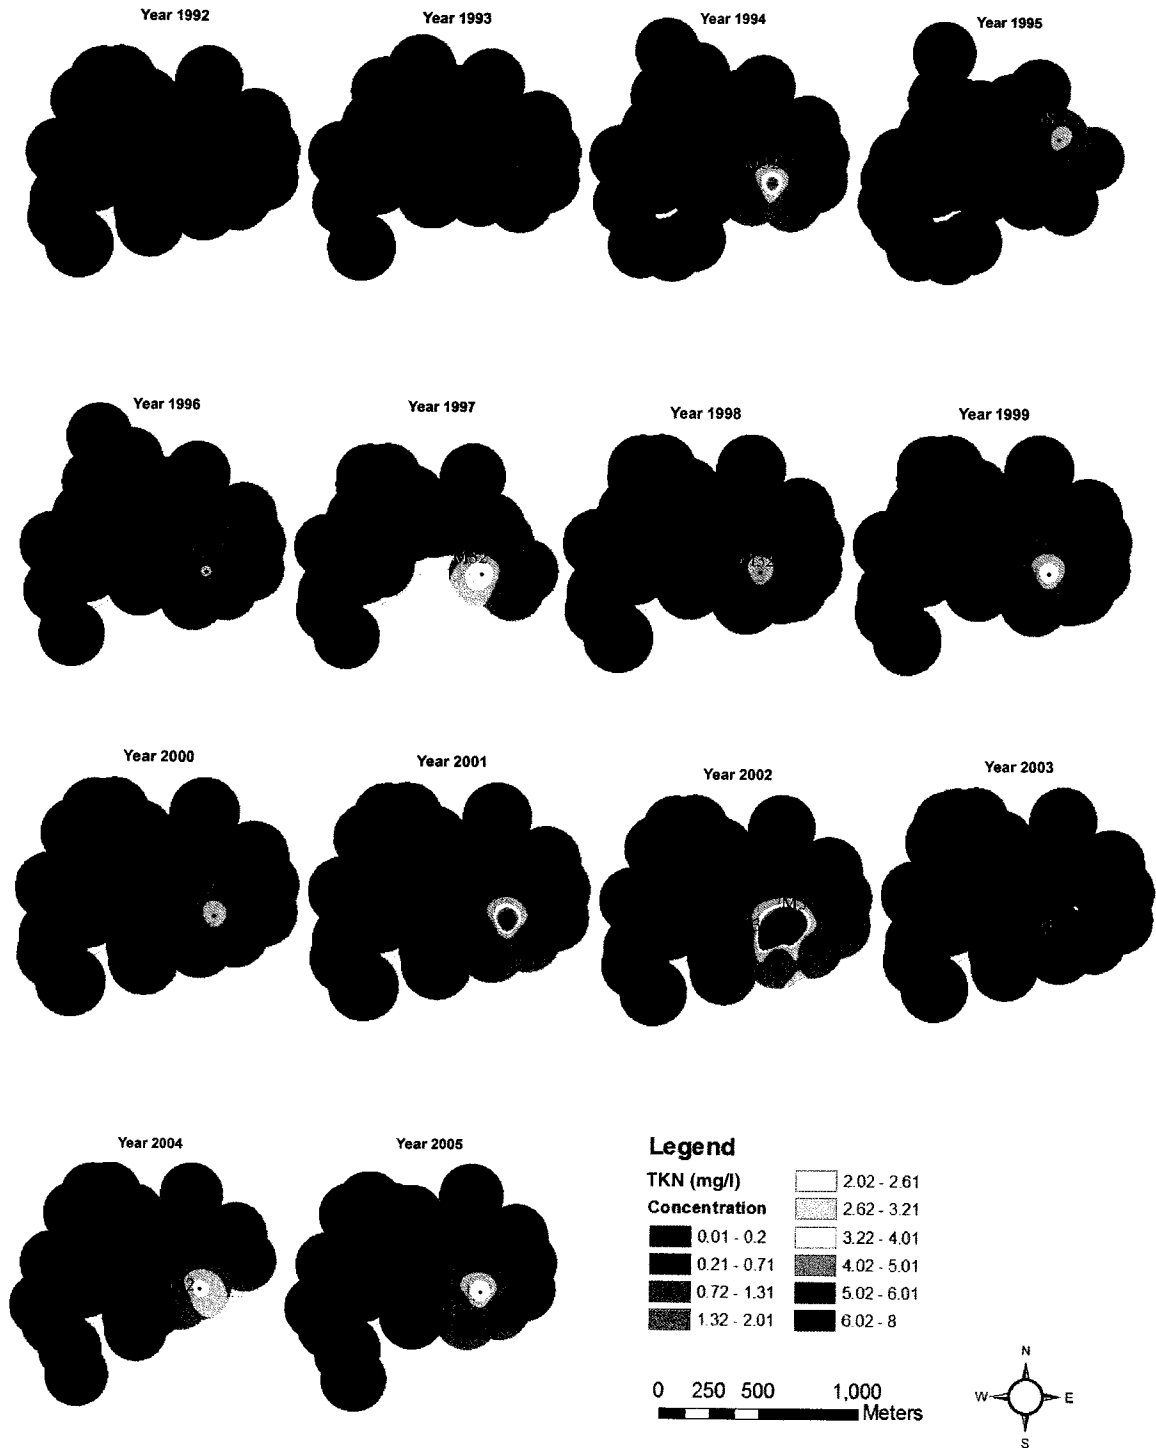 Year 1992
Year 1993
Year 1994
Year 1995
Year 1996
Year 1997
Year 1998
Year 1999
Year 2000
Year 2001
Year 2002
Year 2003
Year 2004
Year 2005
Legend
TKN (mg/l)
Concentration
0.01 - 0.2
0.21 - 0.71
0.72 - 1.31
1.32 - 2.01
2.02 - 2.61
2.62 - 3.21
3.22 - 4.01
4.02 - 5.01
5.02 - 6.01
6.02 - 8
0 250 500 1,000
Meters
N
W E
S